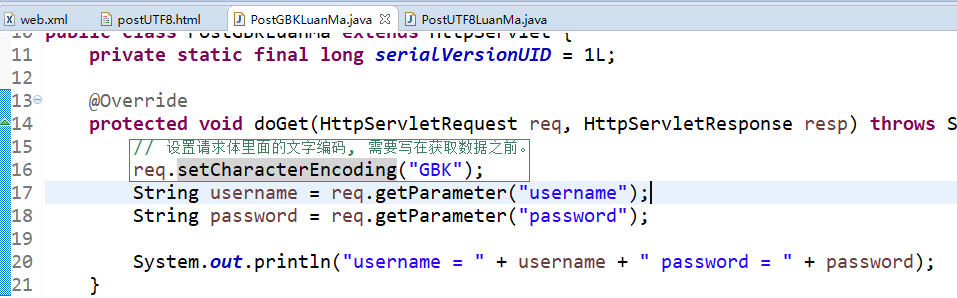 web.xml postUTF8.html PostGBKLuanMa.java PostUTF8LuanMa.java
10 public class PostGBKLuanMa extends HttpServlet {
11 private static final long serialVersionUID = 1L;
12
13 @Override
14 protected void doGet(HttpServletRequest req, HttpServletResponse resp) throws S
15 // 设置请求体里面的文字编码, 需要写在获取数据之前。
16 req.setCharacterEncoding("GBK");
17 String username = req.getParameter("username");
18 String password = req.getParameter("password");
19
20 System.out.println("username = " + username + " password = " + password);
21 }